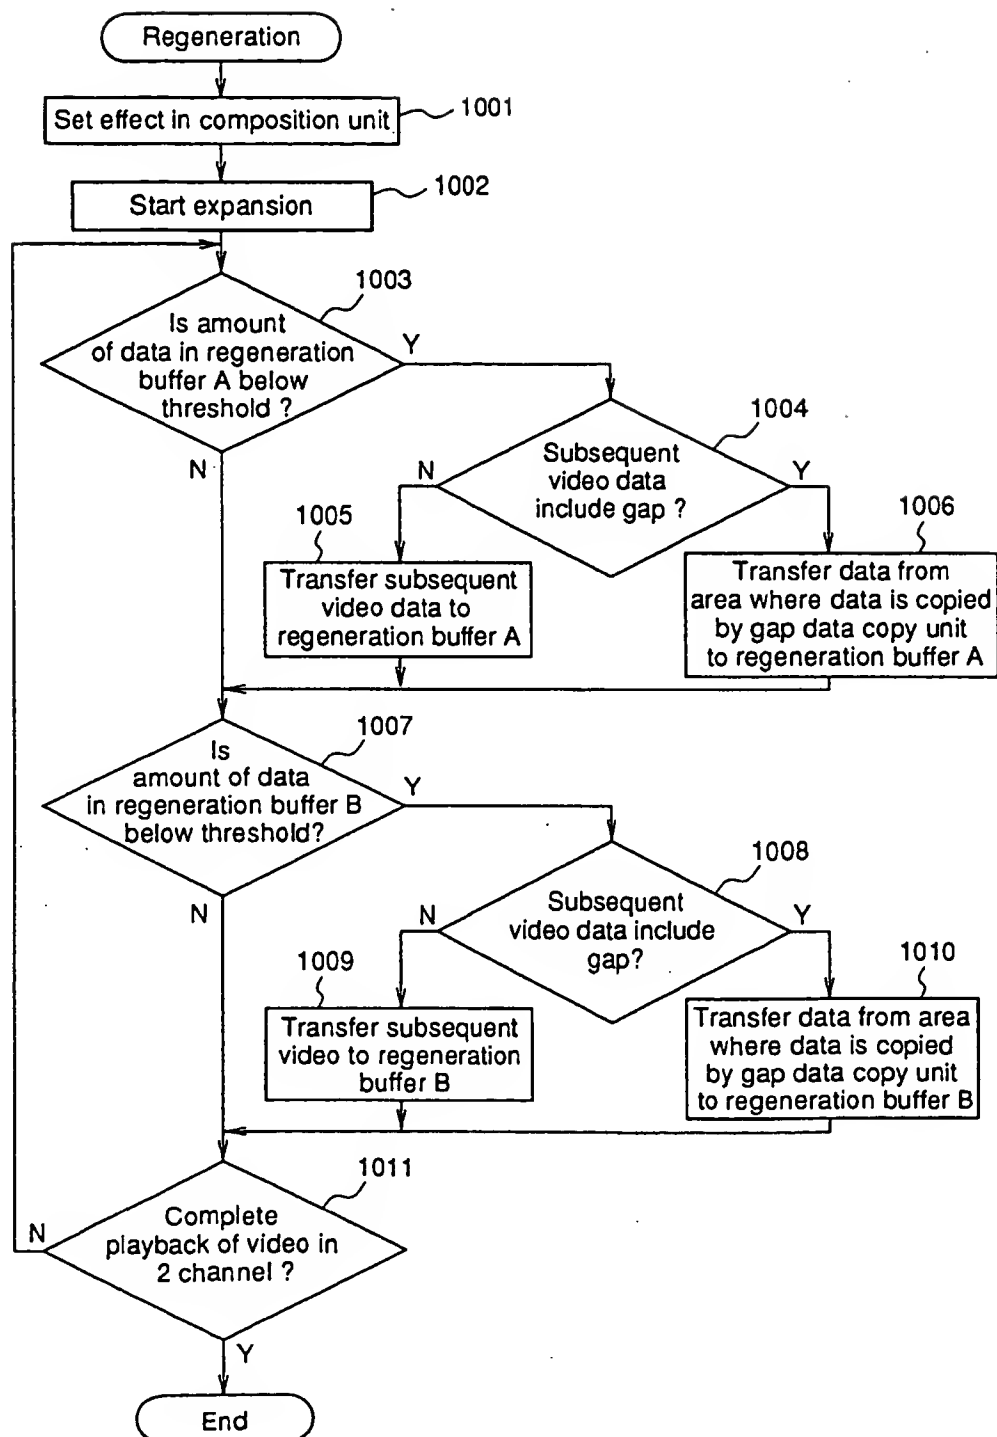 Regeneration
1001
Set effect in composition unit
1002
Start expansion
1003
Is amount
of data in regeneration
buffer A below
threshold ?
Y
N
1004
Subsequent
video data
include gap ?
N
Y
1005
Transfer subsequent
video data to
regeneration buffer A
1006
Transfer data from
area where data is copied
by gap data copy unit
to regeneration buffer A
1007
Is
amount of data
in regeneration buffer B
below threshold?
Y
N
1008
Subsequent
video data include
gap?
N
Y
1009
Transfer subsequent
video to regeneration
buffer B
1010
Transfer data from area
where data is copied
by gap data copy unit
to regeneration buffer B
1011
Complete
playback of video in
2 channel ?
N
Y
End